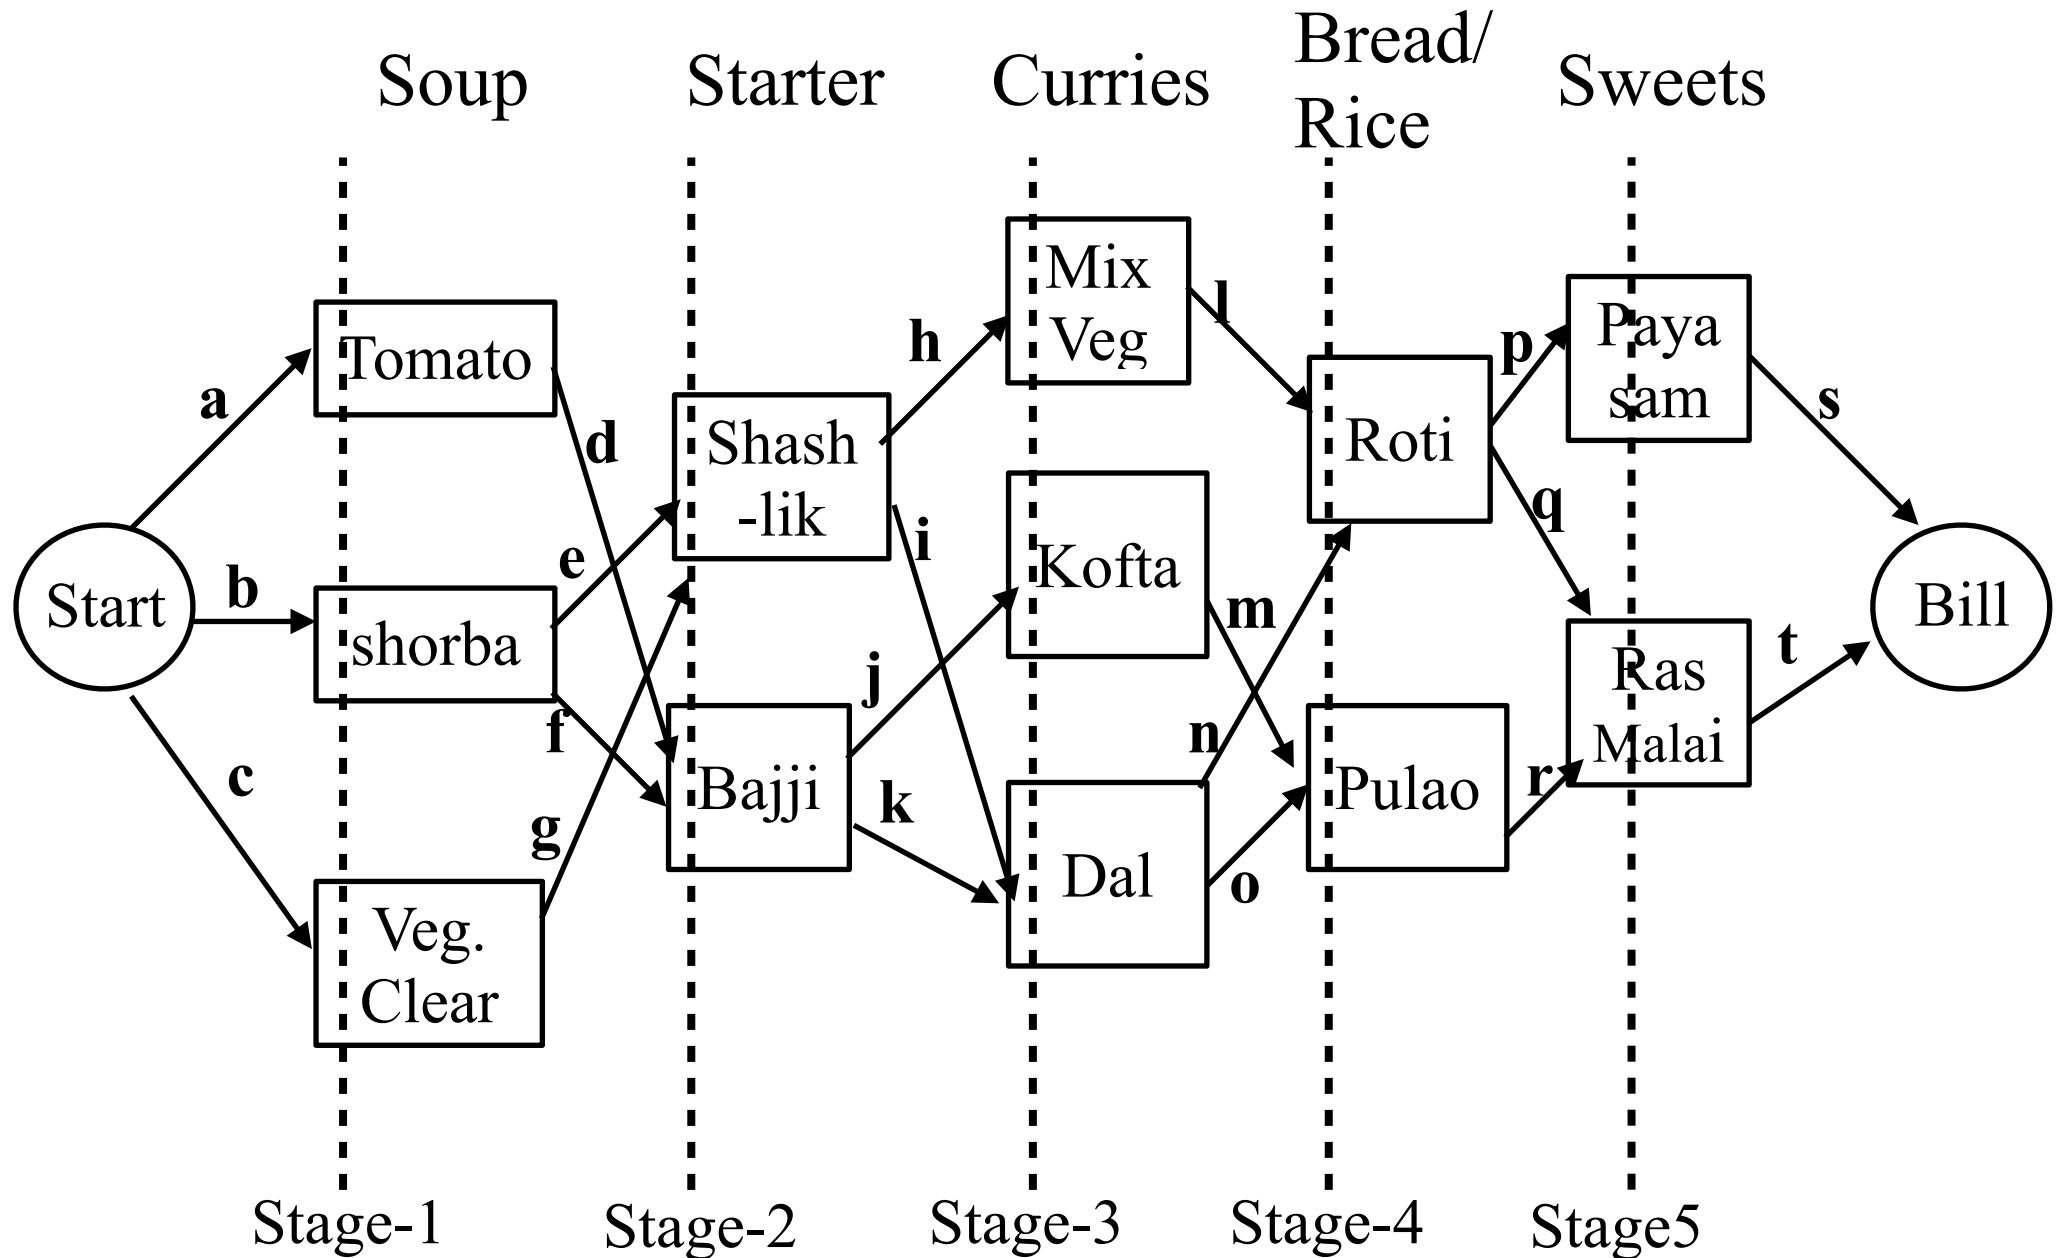 Soup
Starter
Curries
Bread/
Rice
Sweets
Start
a
b
c
Tomato
shorba
Veg.
Clear
d
e
f
g
Shash
-lik
Bajji
h
i
j
k
Mix
Veg
Kofta
Dal
l
m
n
o
Roti
Pulao
p
q
r
Paya
sam
Ras
Malai
s
t
Bill
Stage-1
Stage-2
Stage-3
Stage-4
Stage5